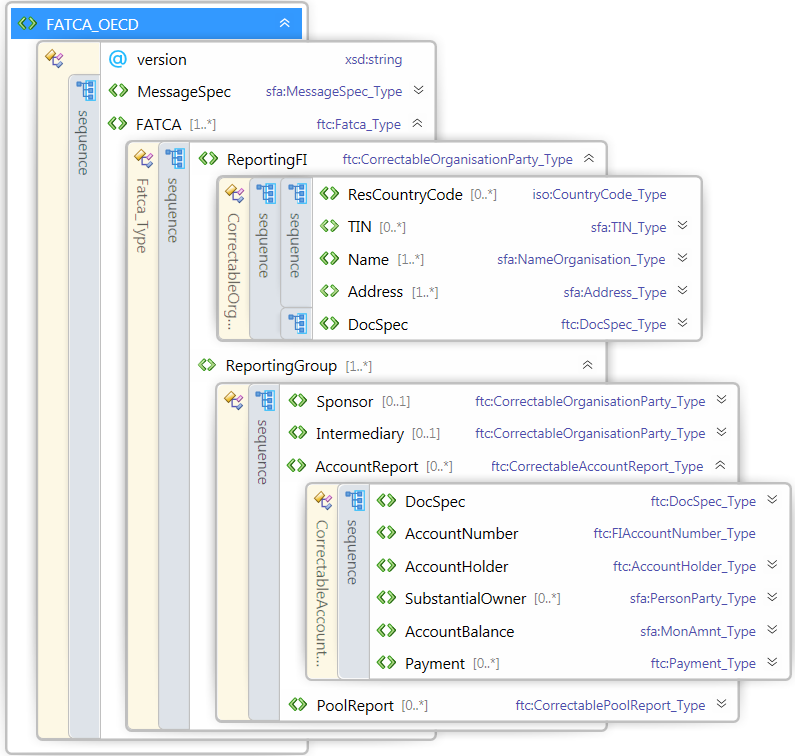 FATCA_OECD
@ version xsd:string
MessageSpec sfa:MessageSpec_Type
sequence
FATCA [1..*] ftc:Fatca_Type
Fatca_Type
sequence
ReportingFI ftc:CorrectableOrganisationParty_Type
CorrectableOrg...
sequence
sequence
ResCountryCode [0..*] iso:CountryCode_Type
TIN [0..*] sfa:TIN_Type
Name [1..*] sfa:NameOrganisation_Type
Address [1..*] sfa:Address_Type
DocSpec ftc:DocSpec_Type
ReportingGroup [1..*]
sequence
Sponsor [0..1] ftc:CorrectableOrganisationParty_Type
Intermediary [0..1] ftc:CorrectableOrganisationParty_Type
AccountReport [0..*] ftc:CorrectableAccountReport_Type
CorrectableAccount...
sequence
DocSpec ftc:DocSpec_Type
AccountNumber ftc:FIAccountNumber_Type
AccountHolder ftc:AccountHolder_Type
SubstantialOwner [0..*] sfa:PersonParty_Type
AccountBalance sfa:MonAmnt_Type
Payment [0..*] ftc:Payment_Type
PoolReport [0..*] ftc:CorrectablePoolReport_Type